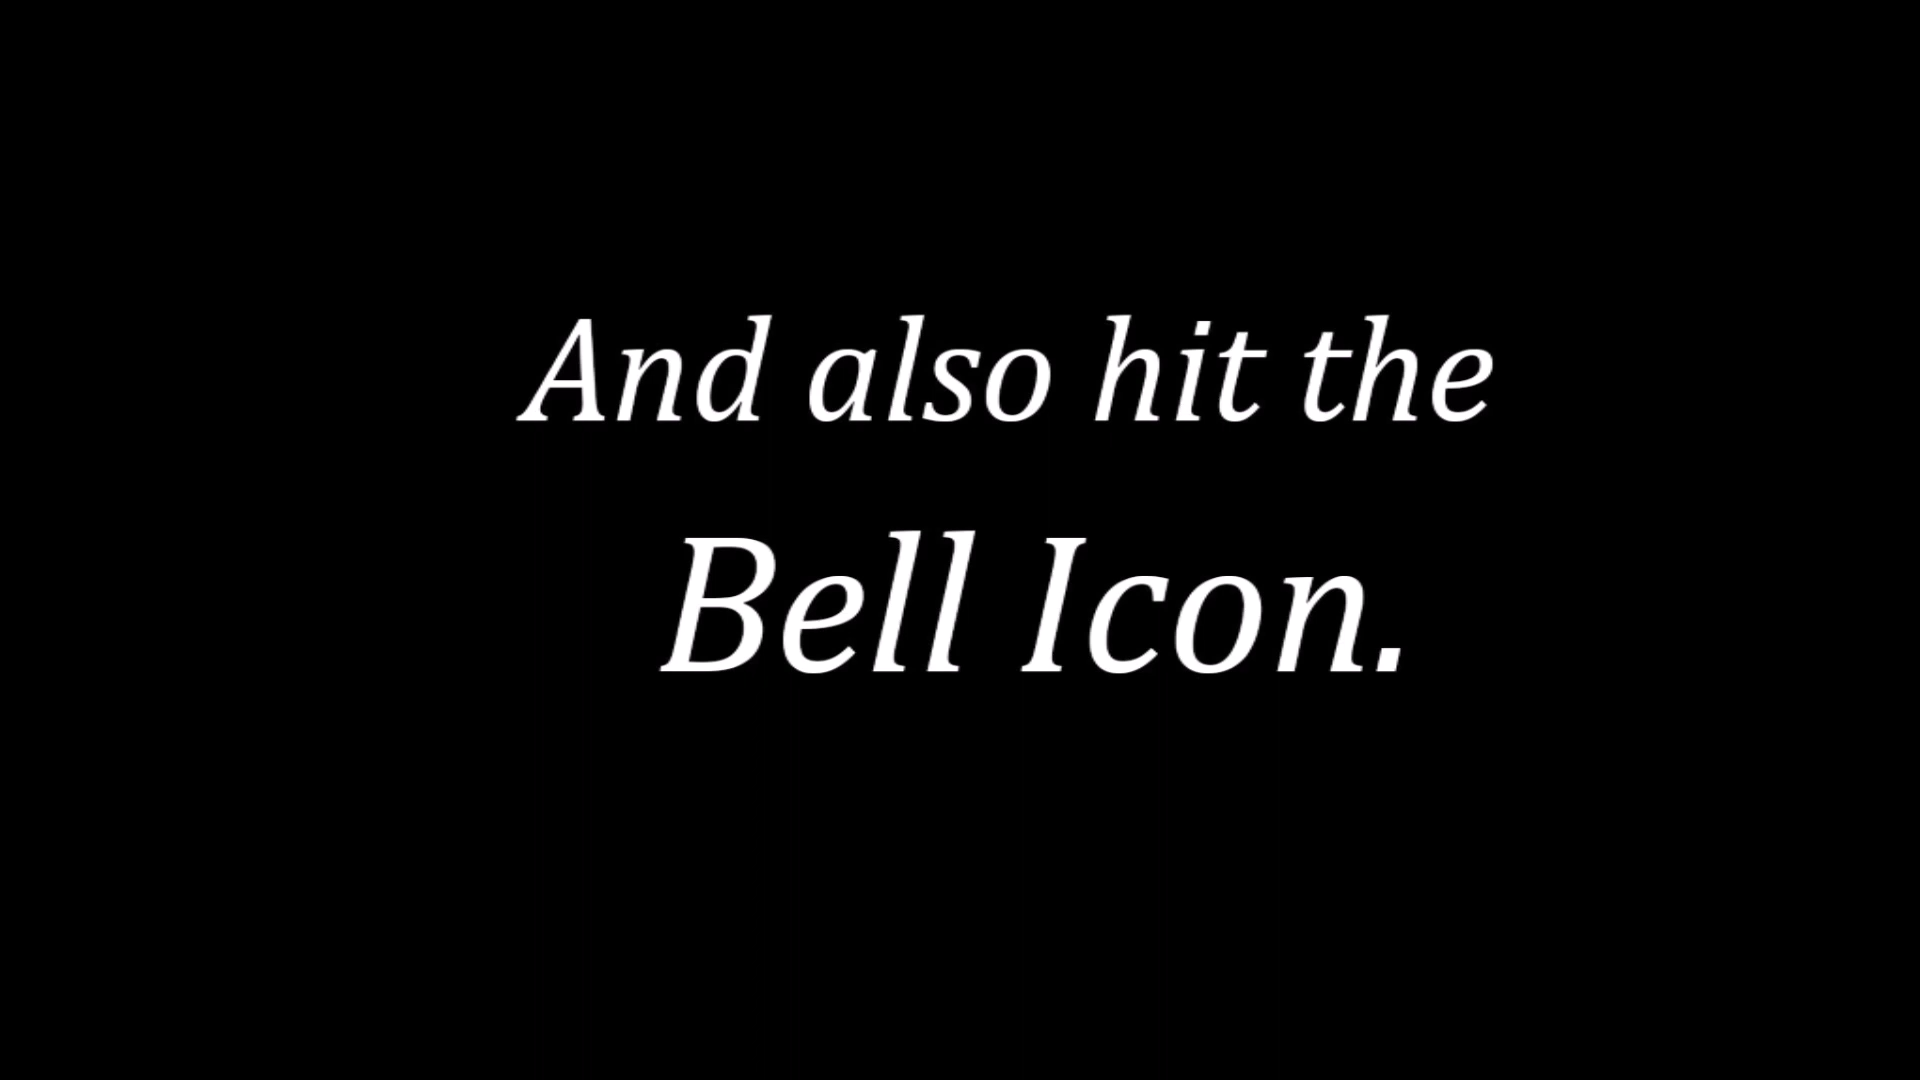 And also hit the
Bell Icon.